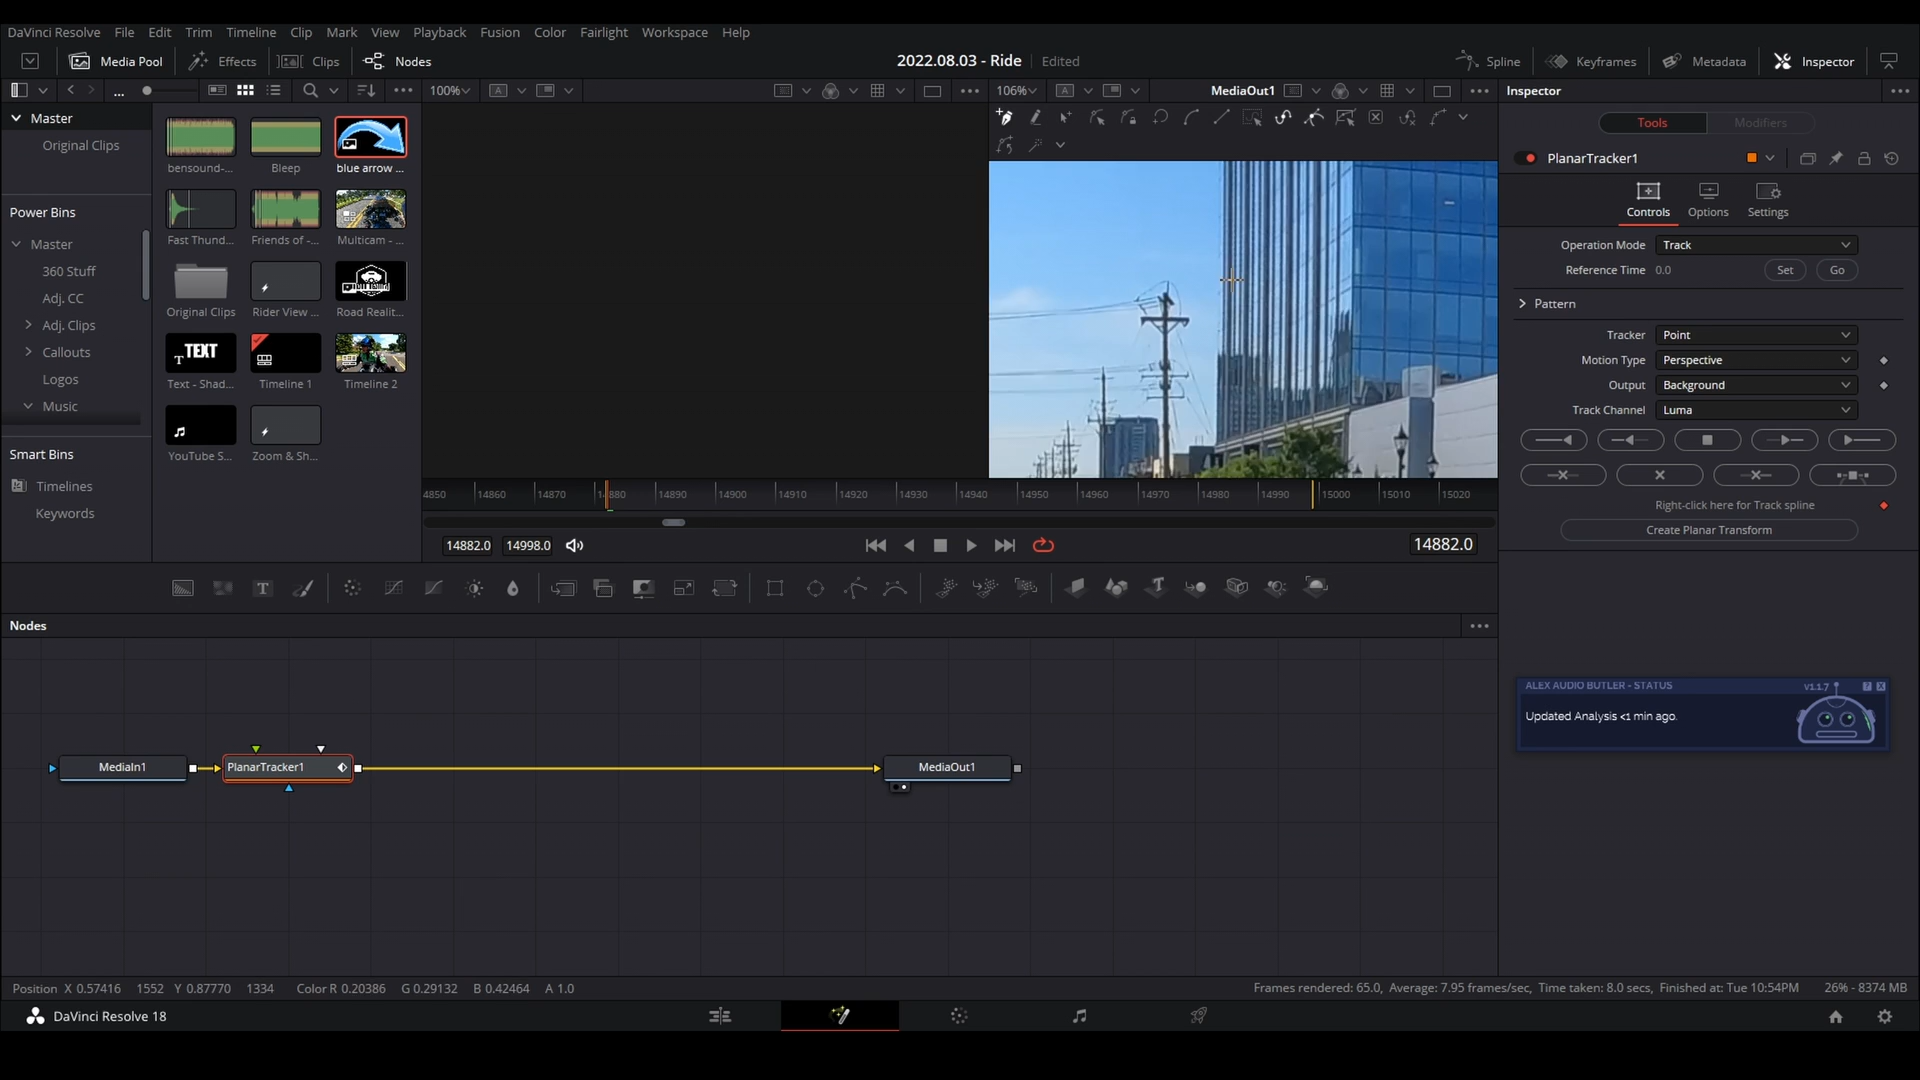 DaVinci Resolve File Edit Trim Timeline Clip Mark View Playback Fusion Color Fairlight Workspace Help
Media Pool Effects Clips Nodes 2022.08.03 - Ride Edited Spline Keyframes Metadata Inspector
... 100% 106% MediaOut1 Inspector
Master
Original Clips
Power Bins
Master
360 Stuff
Adj. CC
Adj. Clips
Callouts
Logos
Music
Smart Bins
Timelines
Keywords
bensound-... Bleep blue arrow ...
Fast Thund... Friends of -... Multicam - ...
Original Clips Rider View ... Road Realit...
TEXT
Text - Shad... Timeline 1 Timeline 2
YouTube S... Zoom & Sh...
4850 14860 14870 14880 14890 14900 14910 14920 14930 14940 14950 14960 14970 14980 14990 15000 15010 15020
14882.0 14998.0 14882.0
Tools Modifiers
PlanarTracker1
Controls Options Settings
Operation Mode Track
Reference Time 0.0 Set Go
Pattern
Tracker Point
Motion Type Perspective
Output Background
Track Channel Luma
Right-click here for Track spline
Create Planar Transform
ALEX AUDIO BUTLER - STATUS V1.1.7 ? X
Updated Analysis <1 min ago.
Nodes
MediaIn1 PlanarTracker1 MediaOut1
Position X 0.57416 1552 Y 0.87770 1334 Color R 0.20386 G 0.29132 B 0.42464 A 1.0 Frames rendered: 65.0, Average: 7.95 frames/sec, Time taken: 8.0 secs, Finished at: Tue 10:54PM 26% - 8374 MB
DaVinci Resolve 18